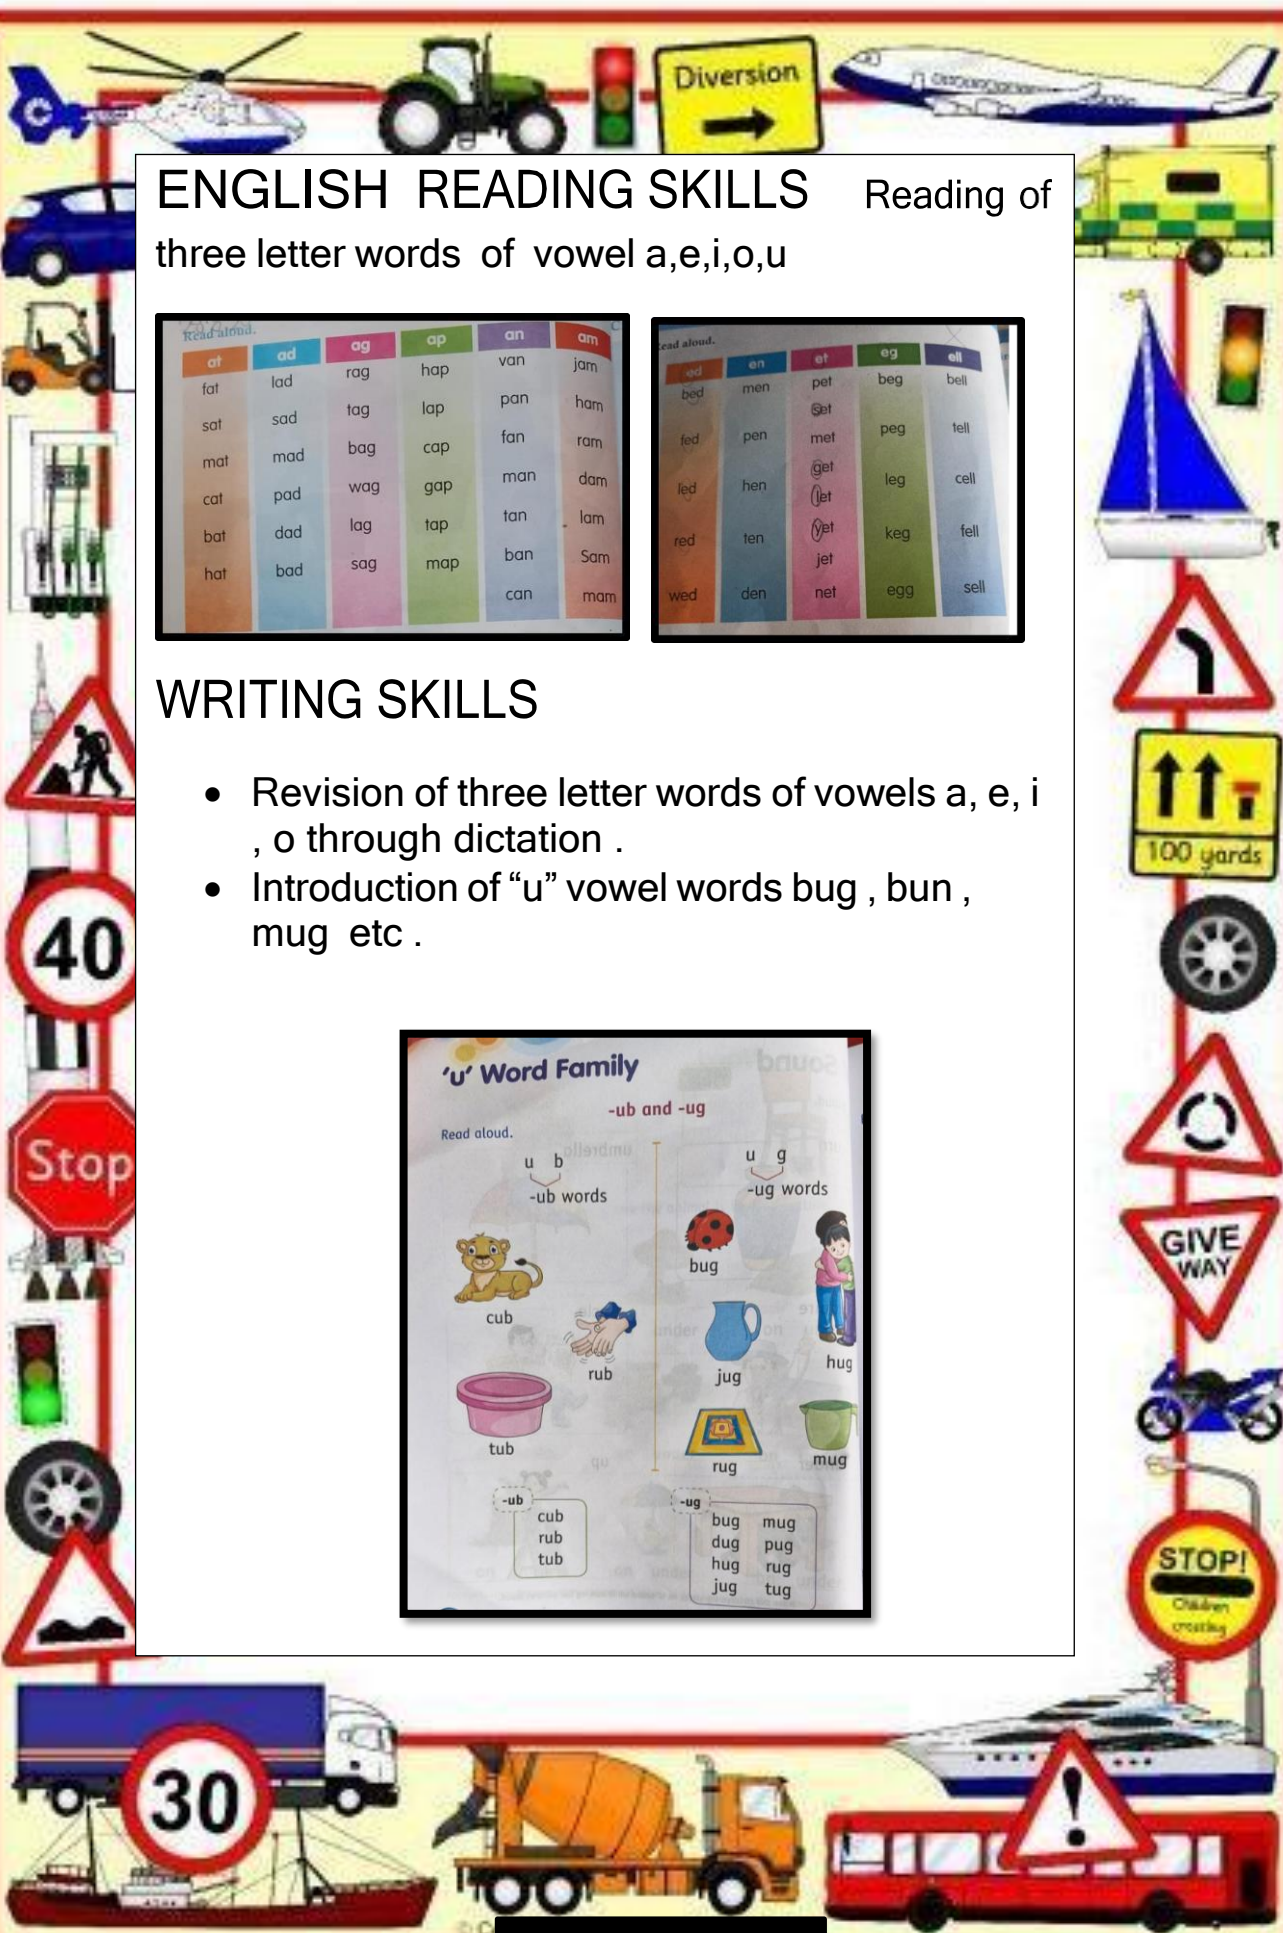 Diversion
ENGLISH READING SKILLS Reading of
three letter words of vowel a,e,i,o,u
Read aloud.
at ad ag ap an am
fat lad rag hap van jam
sat sad tag lap pan ham
mat mad bag cap fan ram
cat pad wag gap man dam
bat dad lag tap tan lam
hat bad sag map ban Sam
can mam
ead aloud.
ed en et eg ell
bed men pet beg bell
set
fed pen met peg tell
get
led hen let leg cell
yet
red ten jet keg fell
wed den net egg sell
WRITING SKILLS
• Revision of three letter words of vowels a, e, i
, o through dictation .
• Introduction of “u” vowel words bug , bun ,
mug etc .
100 yards
40
Stop
GIVE
WAY
STOP!
Children
crossing
30
'u' Word Family
-ub and -ug
Read aloud.
u b
-ub words
u g
-ug words
bug
cub
rub
jug
hug
tub
rug
mug
-ub
cub
rub
tub
-ug
bug mug
dug pug
hug rug
jug tug